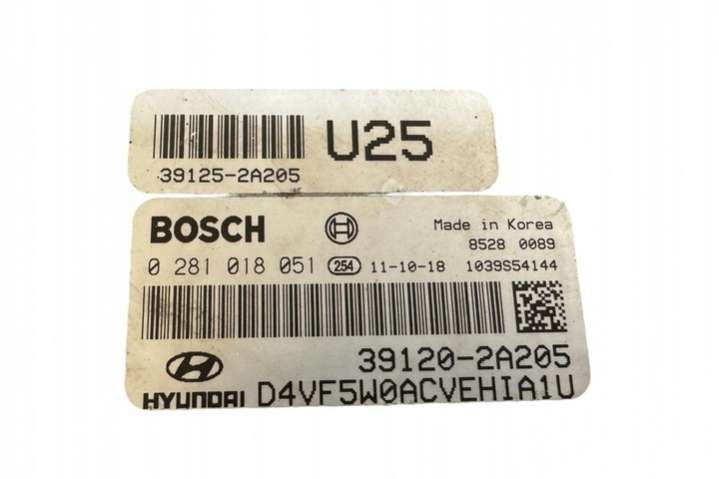 U25
39125-2A205
BOSCH
Made in Korea
8528 0089
0 281 018 051 254 11-10-18 1039S54144
39120-2A205
HYUNDAI D4VF5W0ACVEHIA1U